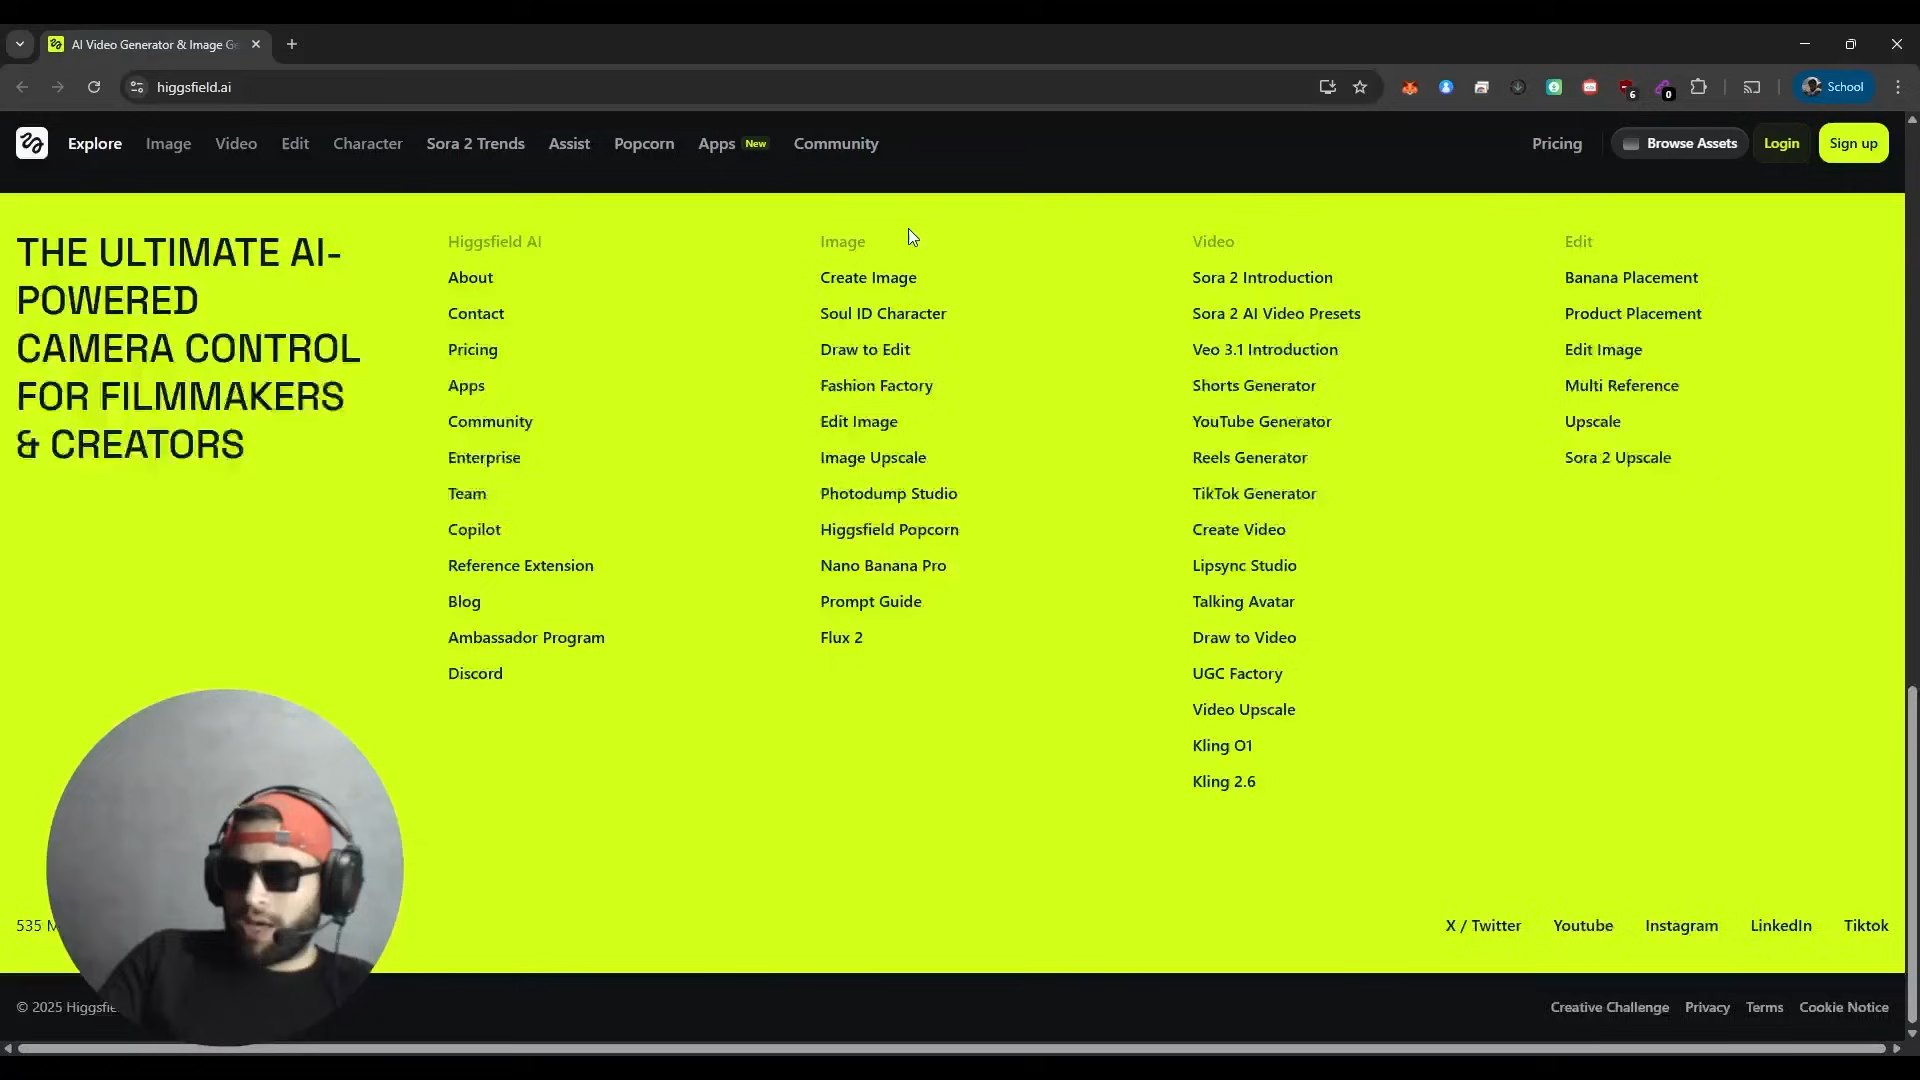 AI Video Generator & Image G
higgsfield.ai
6
0
School
Explore
Image
Video
Edit
Character
Sora 2 Trends
Assist
Popcorn
Apps New
Community
Pricing
Browse Assets
Login
Sign up
THE ULTIMATE AI-
POWERED
CAMERA CONTROL
FOR FILMMAKERS
& CREATORS
Higgsfield AI
About
Contact
Pricing
Apps
Community
Enterprise
Team
Copilot
Reference Extension
Blog
Ambassador Program
Discord
Image
Create Image
Soul ID Character
Draw to Edit
Fashion Factory
Edit Image
Image Upscale
Photodump Studio
Higgsfield Popcorn
Nano Banana Pro
Prompt Guide
Flux 2
Video
Sora 2 Introduction
Sora 2 AI Video Presets
Veo 3.1 Introduction
Shorts Generator
YouTube Generator
Reels Generator
TikTok Generator
Create Video
Lipsync Studio
Talking Avatar
Draw to Video
UGC Factory
Video Upscale
Kling O1
Kling 2.6
Edit
Banana Placement
Product Placement
Edit Image
Multi Reference
Upscale
Sora 2 Upscale
535
X / Twitter
Youtube
Instagram
LinkedIn
Tiktok
© 2025 Higgsfie
Creative Challenge
Privacy
Terms
Cookie Notice